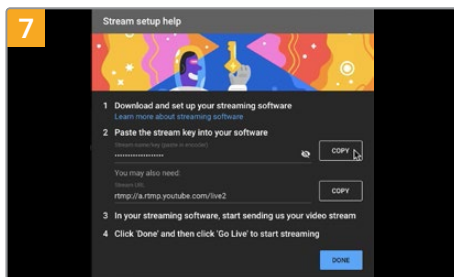 7
Stream setup help
1 Download and set up your streaming software
Learn more about streaming software
2 Paste the stream key into your software
Stream name/key (paste in encoder)
••••••••••••••••••••
COPY
You may also need:
Stream URL
rtmp://a.rtmp.youtube.com/live2
COPY
3 In your streaming software, start sending us your video stream
4 Click 'Done' and then click 'Go Live' to start streaming
DONE